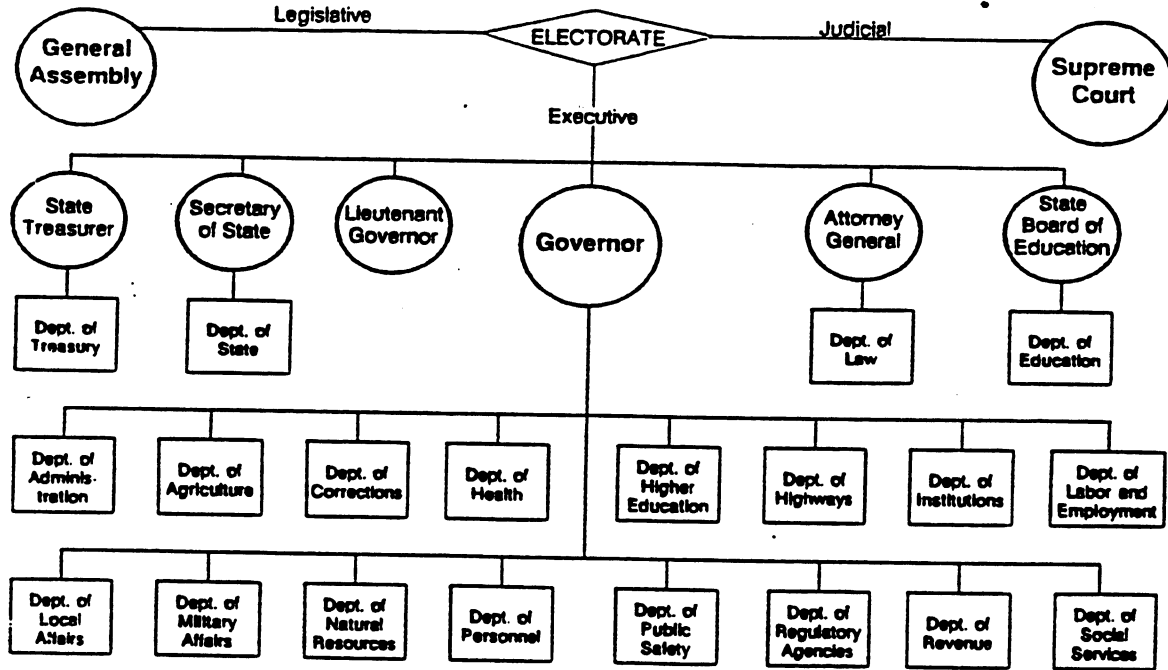 Legislative
ELECTORATE
Judicial
General
Assembly
Supreme
Court
Executive
State
Treasurer
Secretary
of State
Lieutenant
Governor
Governor
Attorney
General
State
Board of
Education
Dept. of
Treasury
Dept. of
State
Dept. of
Law
Dept. of
Education
Dept. of
Adminis-
tration
Dept. of
Agriculture
Dept. of
Corrections
Dept. of
Health
Dept. of
Higher
Education
Dept. of
Highways
Dept. of
Institutions
Dept. of
Labor and
Employment
Dept. of
Local
Affairs
Dept. of
Military
Affairs
Dept. of
Natural
Resources
Dept. of
Personnel
Dept. of
Public
Safety
Dept. of
Regulatory
Agencies
Dept. of
Revenue
Dept. of
Social
Services